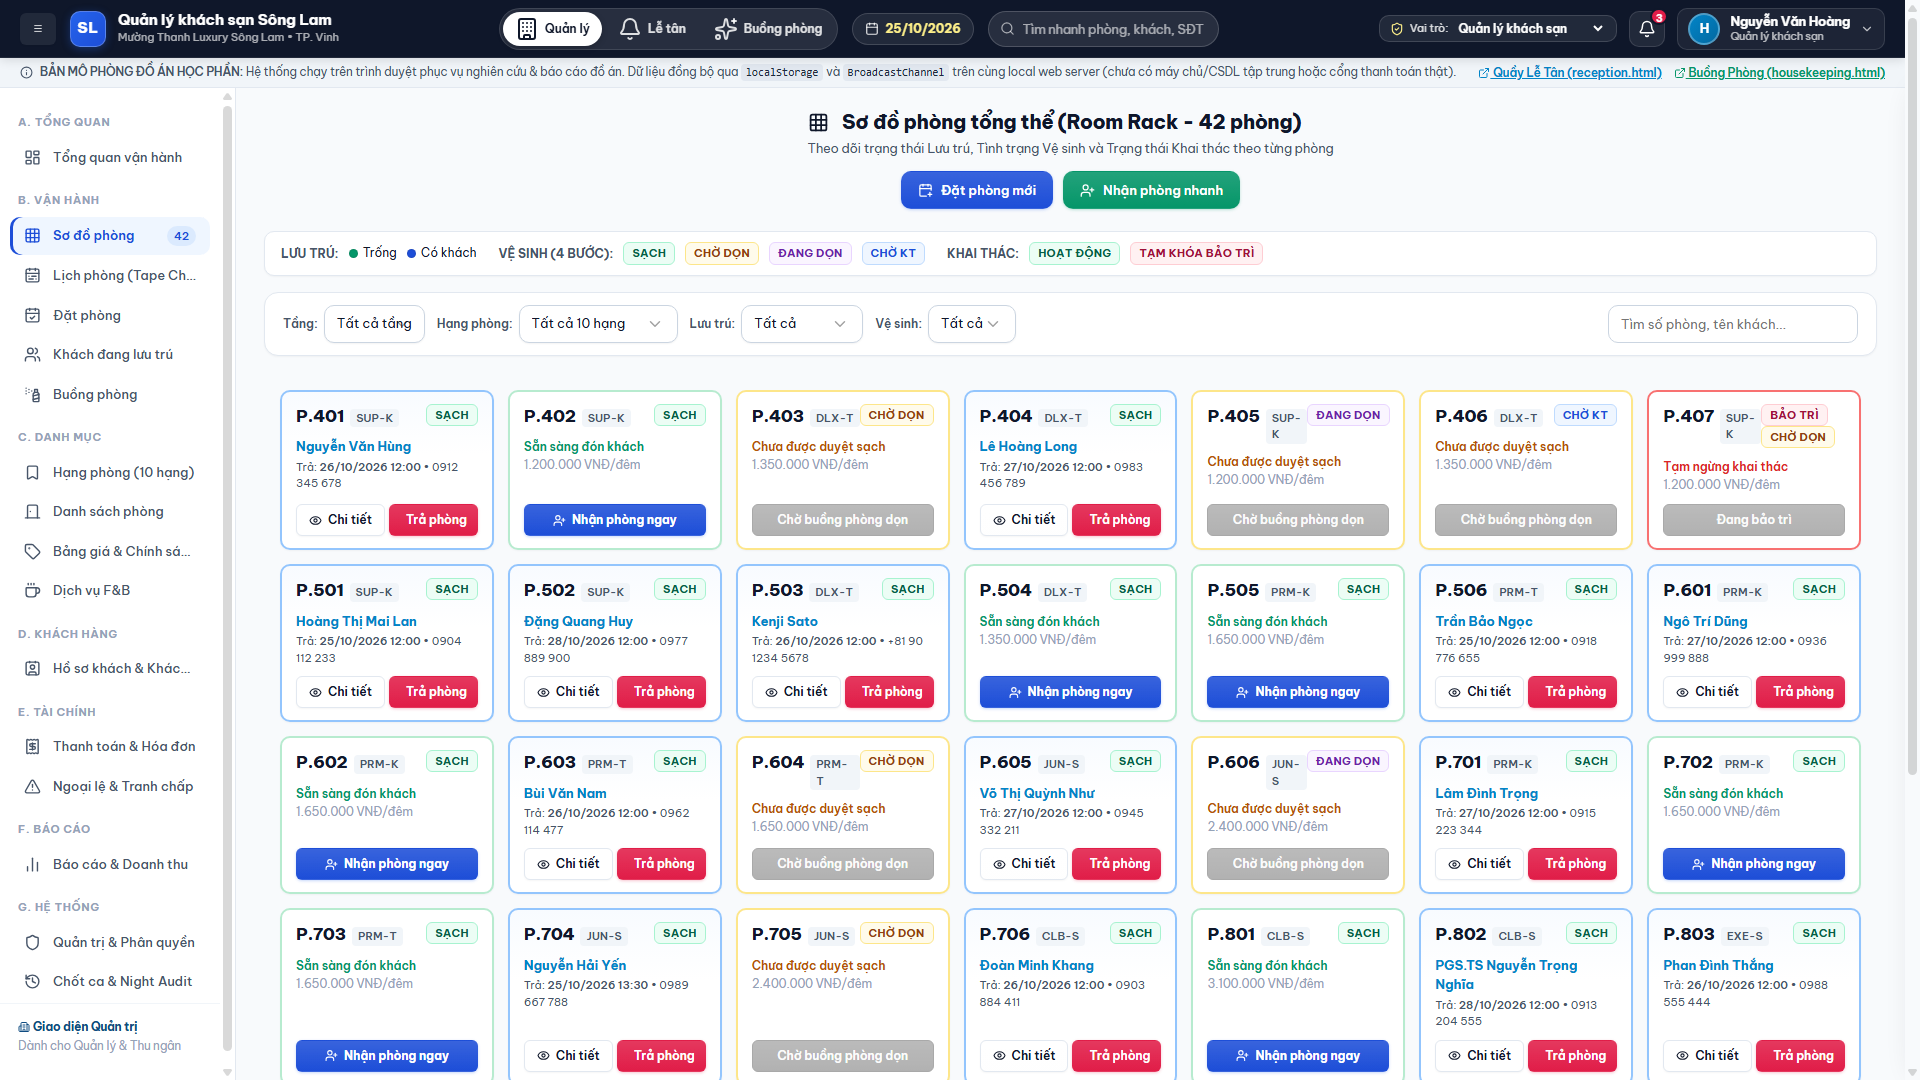 ≡
SL
Quản lý khách sạn Sông Lam
Mường Thanh Luxury Sông Lam • TP. Vinh
Quản lý
Lễ tân
Buồng phòng
25/10/2026
Tìm nhanh phòng, khách, SĐT
Vai trò: Quản lý khách sạn
3
H
Nguyễn Văn Hoàng
Quản lý khách sạn
BẢN MÔ PHỎNG ĐỒ ÁN HỌC PHẦN: Hệ thống chạy trên trình duyệt phục vụ nghiên cứu & báo cáo đồ án. Dữ liệu đồng bộ qua localStorage và BroadcastChannel trên cùng local web server (chưa có máy chủ/CSDL tập trung hoặc cổng thanh toán thật).
Quầy Lễ Tân (reception.html)
Buồng Phòng (housekeeping.html)
A. TỔNG QUAN
Tổng quan vận hành
B. VẬN HÀNH
Sơ đồ phòng 42
Lịch phòng (Tape Ch...
Đặt phòng
Khách đang lưu trú
Buồng phòng
C. DANH MỤC
Hạng phòng (10 hạng)
Danh sách phòng
Bảng giá & Chính sá...
Dịch vụ F&B
D. KHÁCH HÀNG
Hồ sơ khách & Khác...
E. TÀI CHÍNH
Thanh toán & Hóa đơn
Ngoại lệ & Tranh chấp
F. BÁO CÁO
Báo cáo & Doanh thu
G. HỆ THỐNG
Quản trị & Phân quyền
Chốt ca & Night Audit
Giao diện Quản trị
Dành cho Quản lý & Thu ngân
Sơ đồ phòng tổng thể (Room Rack - 42 phòng)
Theo dõi trạng thái Lưu trú, Tình trạng Vệ sinh và Trạng thái Khai thác theo từng phòng
Đặt phòng mới
Nhận phòng nhanh
LƯU TRÚ: Trống Có khách VỆ SINH (4 BƯỚC): SẠCH CHỜ DỌN ĐANG DỌN CHỜ KT KHAI THÁC: HOẠT ĐỘNG TẠM KHÓA BẢO TRÌ
Tầng: Tất cả tầng Hạng phòng: Tất cả 10 hạng Lưu trú: Tất cả Vệ sinh: Tất cả
Tìm số phòng, tên khách...
P.401 SUP-K SẠCH
Nguyễn Văn Hùng
Trả: 26/10/2026 12:00 • 0912
345 678
Chi tiết Trả phòng
P.402 SUP-K SẠCH
Sẵn sàng đón khách
1.200.000 VNĐ/đêm
Nhận phòng ngay
P.403 DLX-T CHỜ DỌN
Chưa được duyệt sạch
1.350.000 VNĐ/đêm
Chờ buồng phòng dọn
P.404 DLX-T SẠCH
Lê Hoàng Long
Trả: 27/10/2026 12:00 • 0983
456 789
Chi tiết Trả phòng
P.405 SUP-
K
ĐANG DỌN
Chưa được duyệt sạch
1.200.000 VNĐ/đêm
Chờ buồng phòng dọn
P.406 DLX-T CHỜ KT
Chưa được duyệt sạch
1.350.000 VNĐ/đêm
Chờ buồng phòng dọn
P.407 SUP-
K
BẢO TRÌ
CHỜ DỌN
Tạm ngừng khai thác
1.200.000 VNĐ/đêm
Đang bảo trì
P.501 SUP-K SẠCH
Hoàng Thị Mai Lan
Trả: 25/10/2026 12:00 • 0904
112 233
Chi tiết Trả phòng
P.502 SUP-K SẠCH
Đặng Quang Huy
Trả: 28/10/2026 12:00 • 0977
889 900
Chi tiết Trả phòng
P.503 DLX-T SẠCH
Kenji Sato
Trả: 26/10/2026 12:00 • +81 90
1234 5678
Chi tiết Trả phòng
P.504 DLX-T SẠCH
Sẵn sàng đón khách
1.350.000 VNĐ/đêm
Nhận phòng ngay
P.505 PRM-K SẠCH
Sẵn sàng đón khách
1.650.000 VNĐ/đêm
Nhận phòng ngay
P.506 PRM-T SẠCH
Trần Bảo Ngọc
Trả: 25/10/2026 12:00 • 0918
776 655
Chi tiết Trả phòng
P.601 PRM-K SẠCH
Ngô Trí Dũng
Trả: 27/10/2026 12:00 • 0936
999 888
Chi tiết Trả phòng
P.602 PRM-K SẠCH
Sẵn sàng đón khách
1.650.000 VNĐ/đêm
Nhận phòng ngay
P.603 PRM-T SẠCH
Bùi Văn Nam
Trả: 26/10/2026 12:00 • 0962
114 477
Chi tiết Trả phòng
P.604 PRM-
T
CHỜ DỌN
Chưa được duyệt sạch
1.650.000 VNĐ/đêm
Chờ buồng phòng dọn
P.605 JUN-S SẠCH
Võ Thị Quỳnh Như
Trả: 27/10/2026 12:00 • 0945
332 211
Chi tiết Trả phòng
P.606 JUN-
S
ĐANG DỌN
Chưa được duyệt sạch
2.400.000 VNĐ/đêm
Chờ buồng phòng dọn
P.701 PRM-K SẠCH
Lâm Đình Trọng
Trả: 27/10/2026 12:00 • 0915
223 344
Chi tiết Trả phòng
P.702 PRM-K SẠCH
Sẵn sàng đón khách
1.650.000 VNĐ/đêm
Nhận phòng ngay
P.703 PRM-T SẠCH
Sẵn sàng đón khách
1.650.000 VNĐ/đêm
Nhận phòng ngay
P.704 JUN-S SẠCH
Nguyễn Hải Yến
Trả: 25/10/2026 13:30 • 0989
667 788
Chi tiết Trả phòng
P.705 JUN-S CHỜ DỌN
Chưa được duyệt sạch
2.400.000 VNĐ/đêm
Chờ buồng phòng dọn
P.706 CLB-S SẠCH
Đoàn Minh Khang
Trả: 26/10/2026 12:00 • 0903
884 411
Chi tiết Trả phòng
P.801 CLB-S SẠCH
Sẵn sàng đón khách
3.100.000 VNĐ/đêm
Nhận phòng ngay
P.802 CLB-S SẠCH
PGS.TS Nguyễn Trọng
Nghĩa
Trả: 28/10/2026 12:00 • 0913
204 555
Chi tiết Trả phòng
P.803 EXE-S SẠCH
Phan Đình Thắng
Trả: 26/10/2026 12:00 • 0988
555 444
Chi tiết Trả phòng